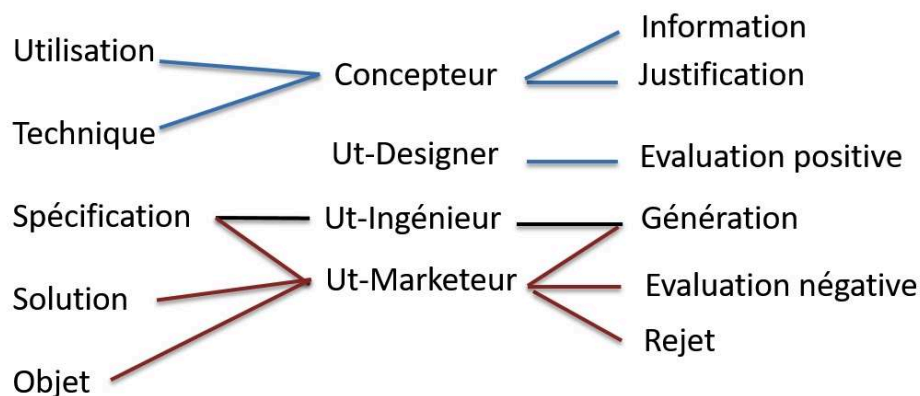 Utilisation
Technique
Spécification
Solution
Objet
Concepteur
Ut-Designer
Ut-Ingénieur
Ut-Marketeur
Information
Justification
Evaluation positive
Génération
Evaluation négative
Rejet